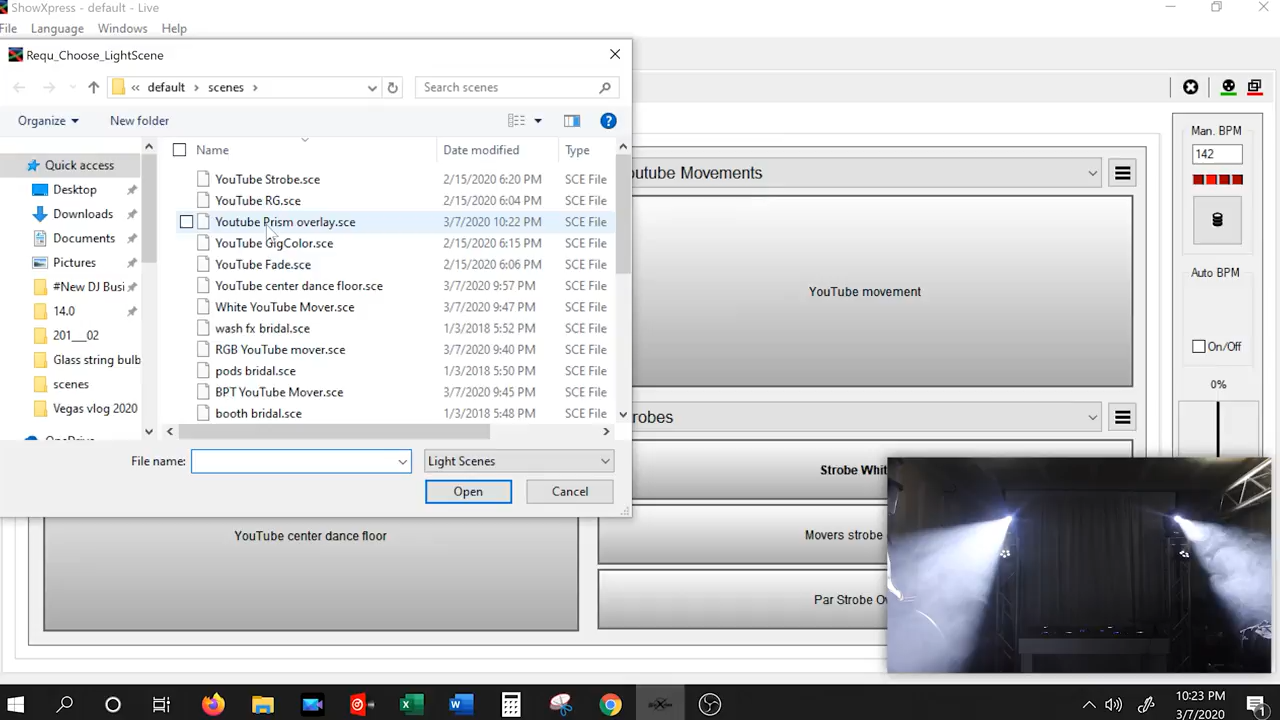 ShowXpress - default - Live
File Language Windows Help
Requ_Choose_LightScene
« default > scenes >
Search scenes
Organize
New folder
Name Date modified Type
Quick access
Desktop
Downloads
Documents
Pictures
#New DJ Busi
14.0
201__02
Glass string bulb
scenes
Vegas vlog 2020
YouTube Strobe.sce 2/15/2020 6:20 PM SCE File
YouTube RG.sce 2/15/2020 6:04 PM SCE File
Youtube Prism overlay.sce 3/7/2020 10:22 PM SCE File
YouTube GigColor.sce 2/15/2020 6:15 PM SCE File
YouTube Fade.sce 2/15/2020 6:06 PM SCE File
YouTube center dance floor.sce 3/7/2020 9:57 PM SCE File
White YouTube Mover.sce 3/7/2020 9:47 PM SCE File
wash fx bridal.sce 1/3/2018 5:52 PM SCE File
RGB YouTube mover.sce 3/7/2020 9:40 PM SCE File
pods bridal.sce 1/3/2018 5:50 PM SCE File
BPT YouTube Mover.sce 3/7/2020 9:45 PM SCE File
booth bridal.sce 1/3/2018 5:48 PM SCE File
File name:
Light Scenes
Open
Cancel
outube Movements
YouTube movement
robes
Strobe Whit
Movers strobe
Par Strobe Ov
YouTube center dance floor
Man. BPM
142
Auto BPM
On/Off
0%
10:23 PM
3/7/2020
1